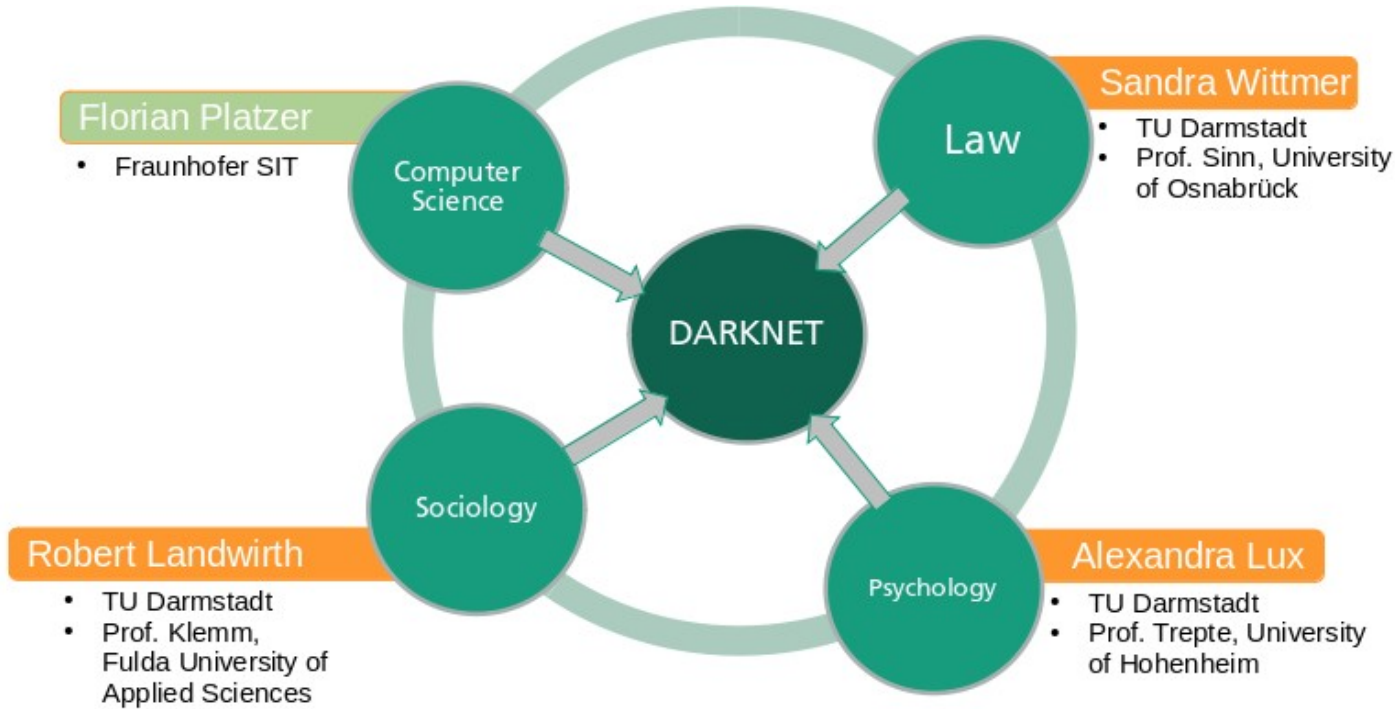 Florian Platzer
• Fraunhofer SIT
Computer
Science
Law
Sandra Wittmer
• TU Darmstadt
• Prof. Sinn, University
of Osnabrück
DARKNET
Sociology
Robert Landwirth
• TU Darmstadt
• Prof. Klemm,
Fulda University of
Applied Sciences
Psychology
Alexandra Lux
• TU Darmstadt
• Prof. Trepte, University
of Hohenheim